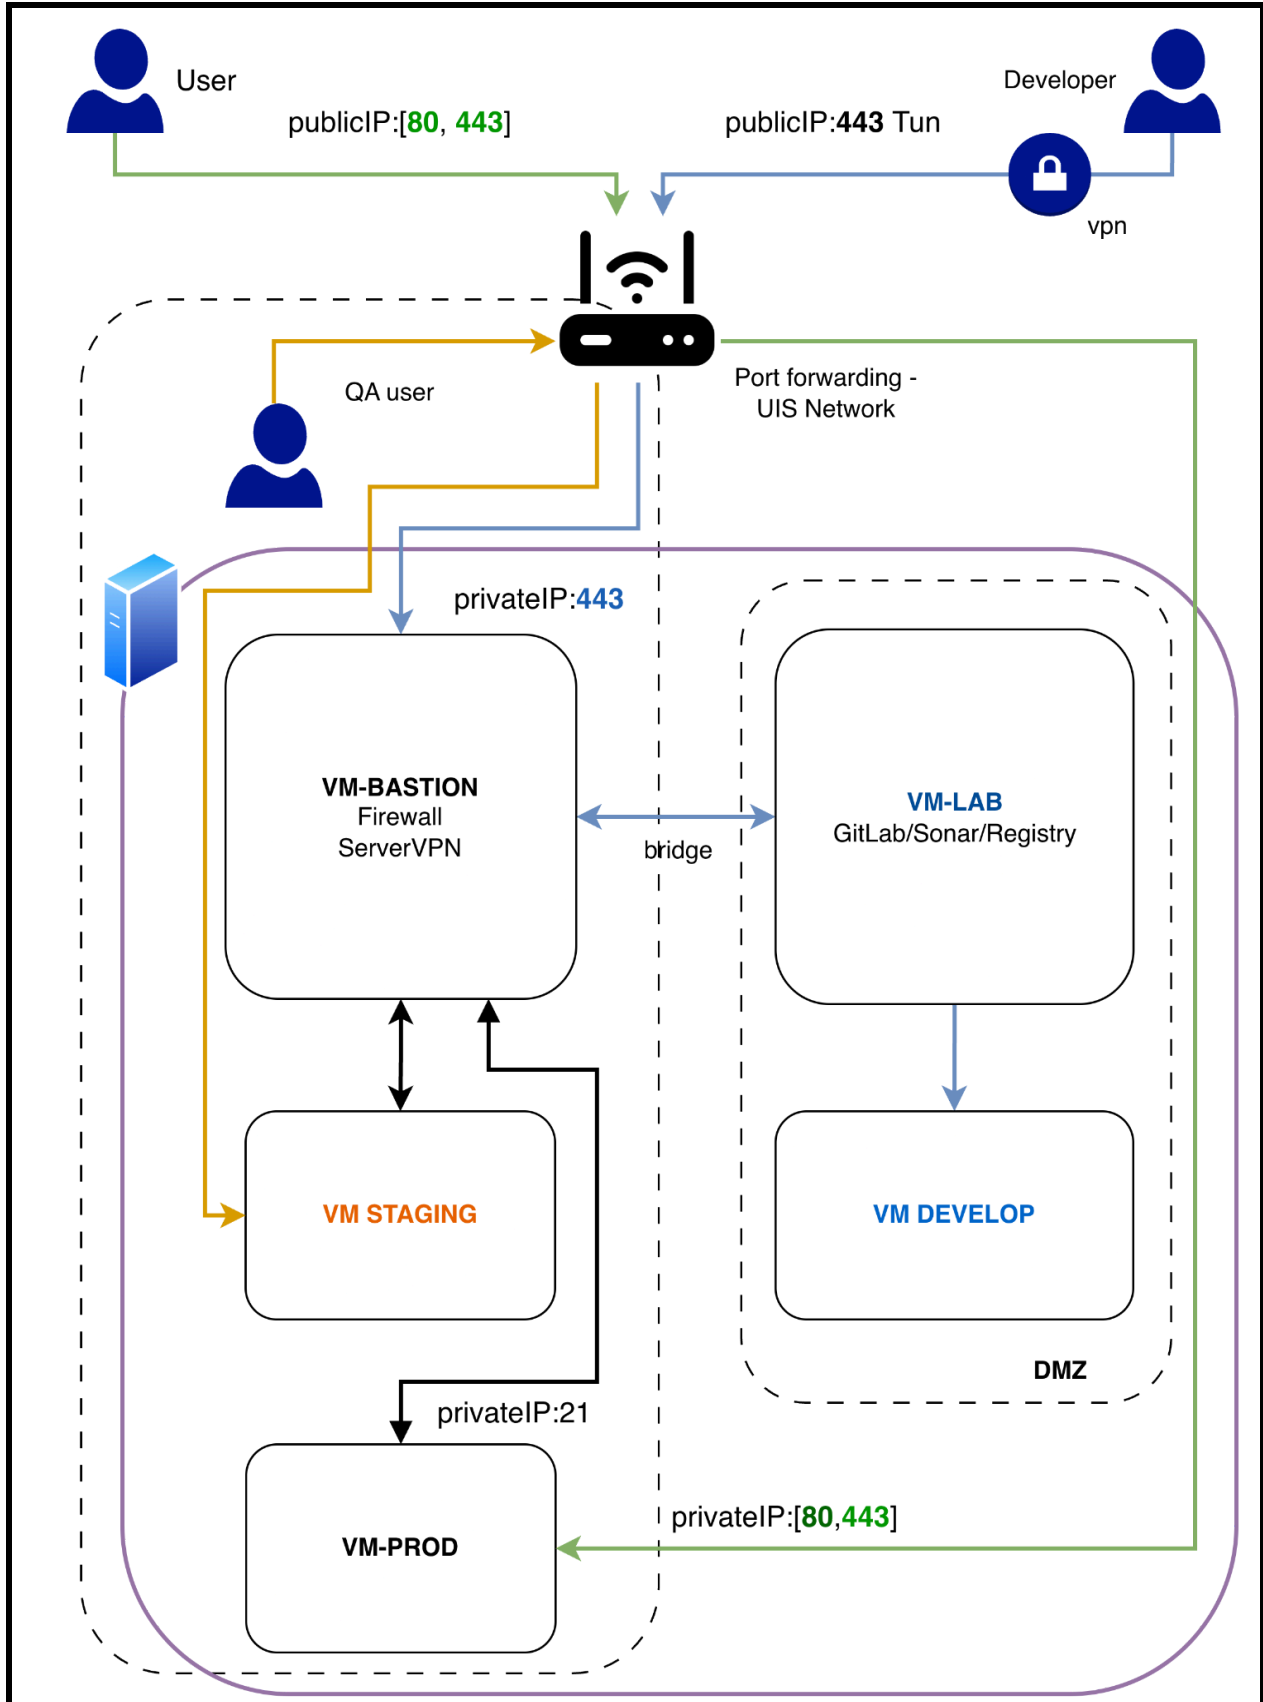 User
Developer
publicIP:[80, 443]
publicIP:443 Tun
vpn
QA user
Port forwarding -
UIS Network
privateIP:443
VM-BASTION
Firewall
ServerVPN
bridge
VM-LAB
GitLab/Sonar/Registry
VM STAGING
VM DEVELOP
DMZ
privateIP:21
privateIP:[80,443]
VM-PROD